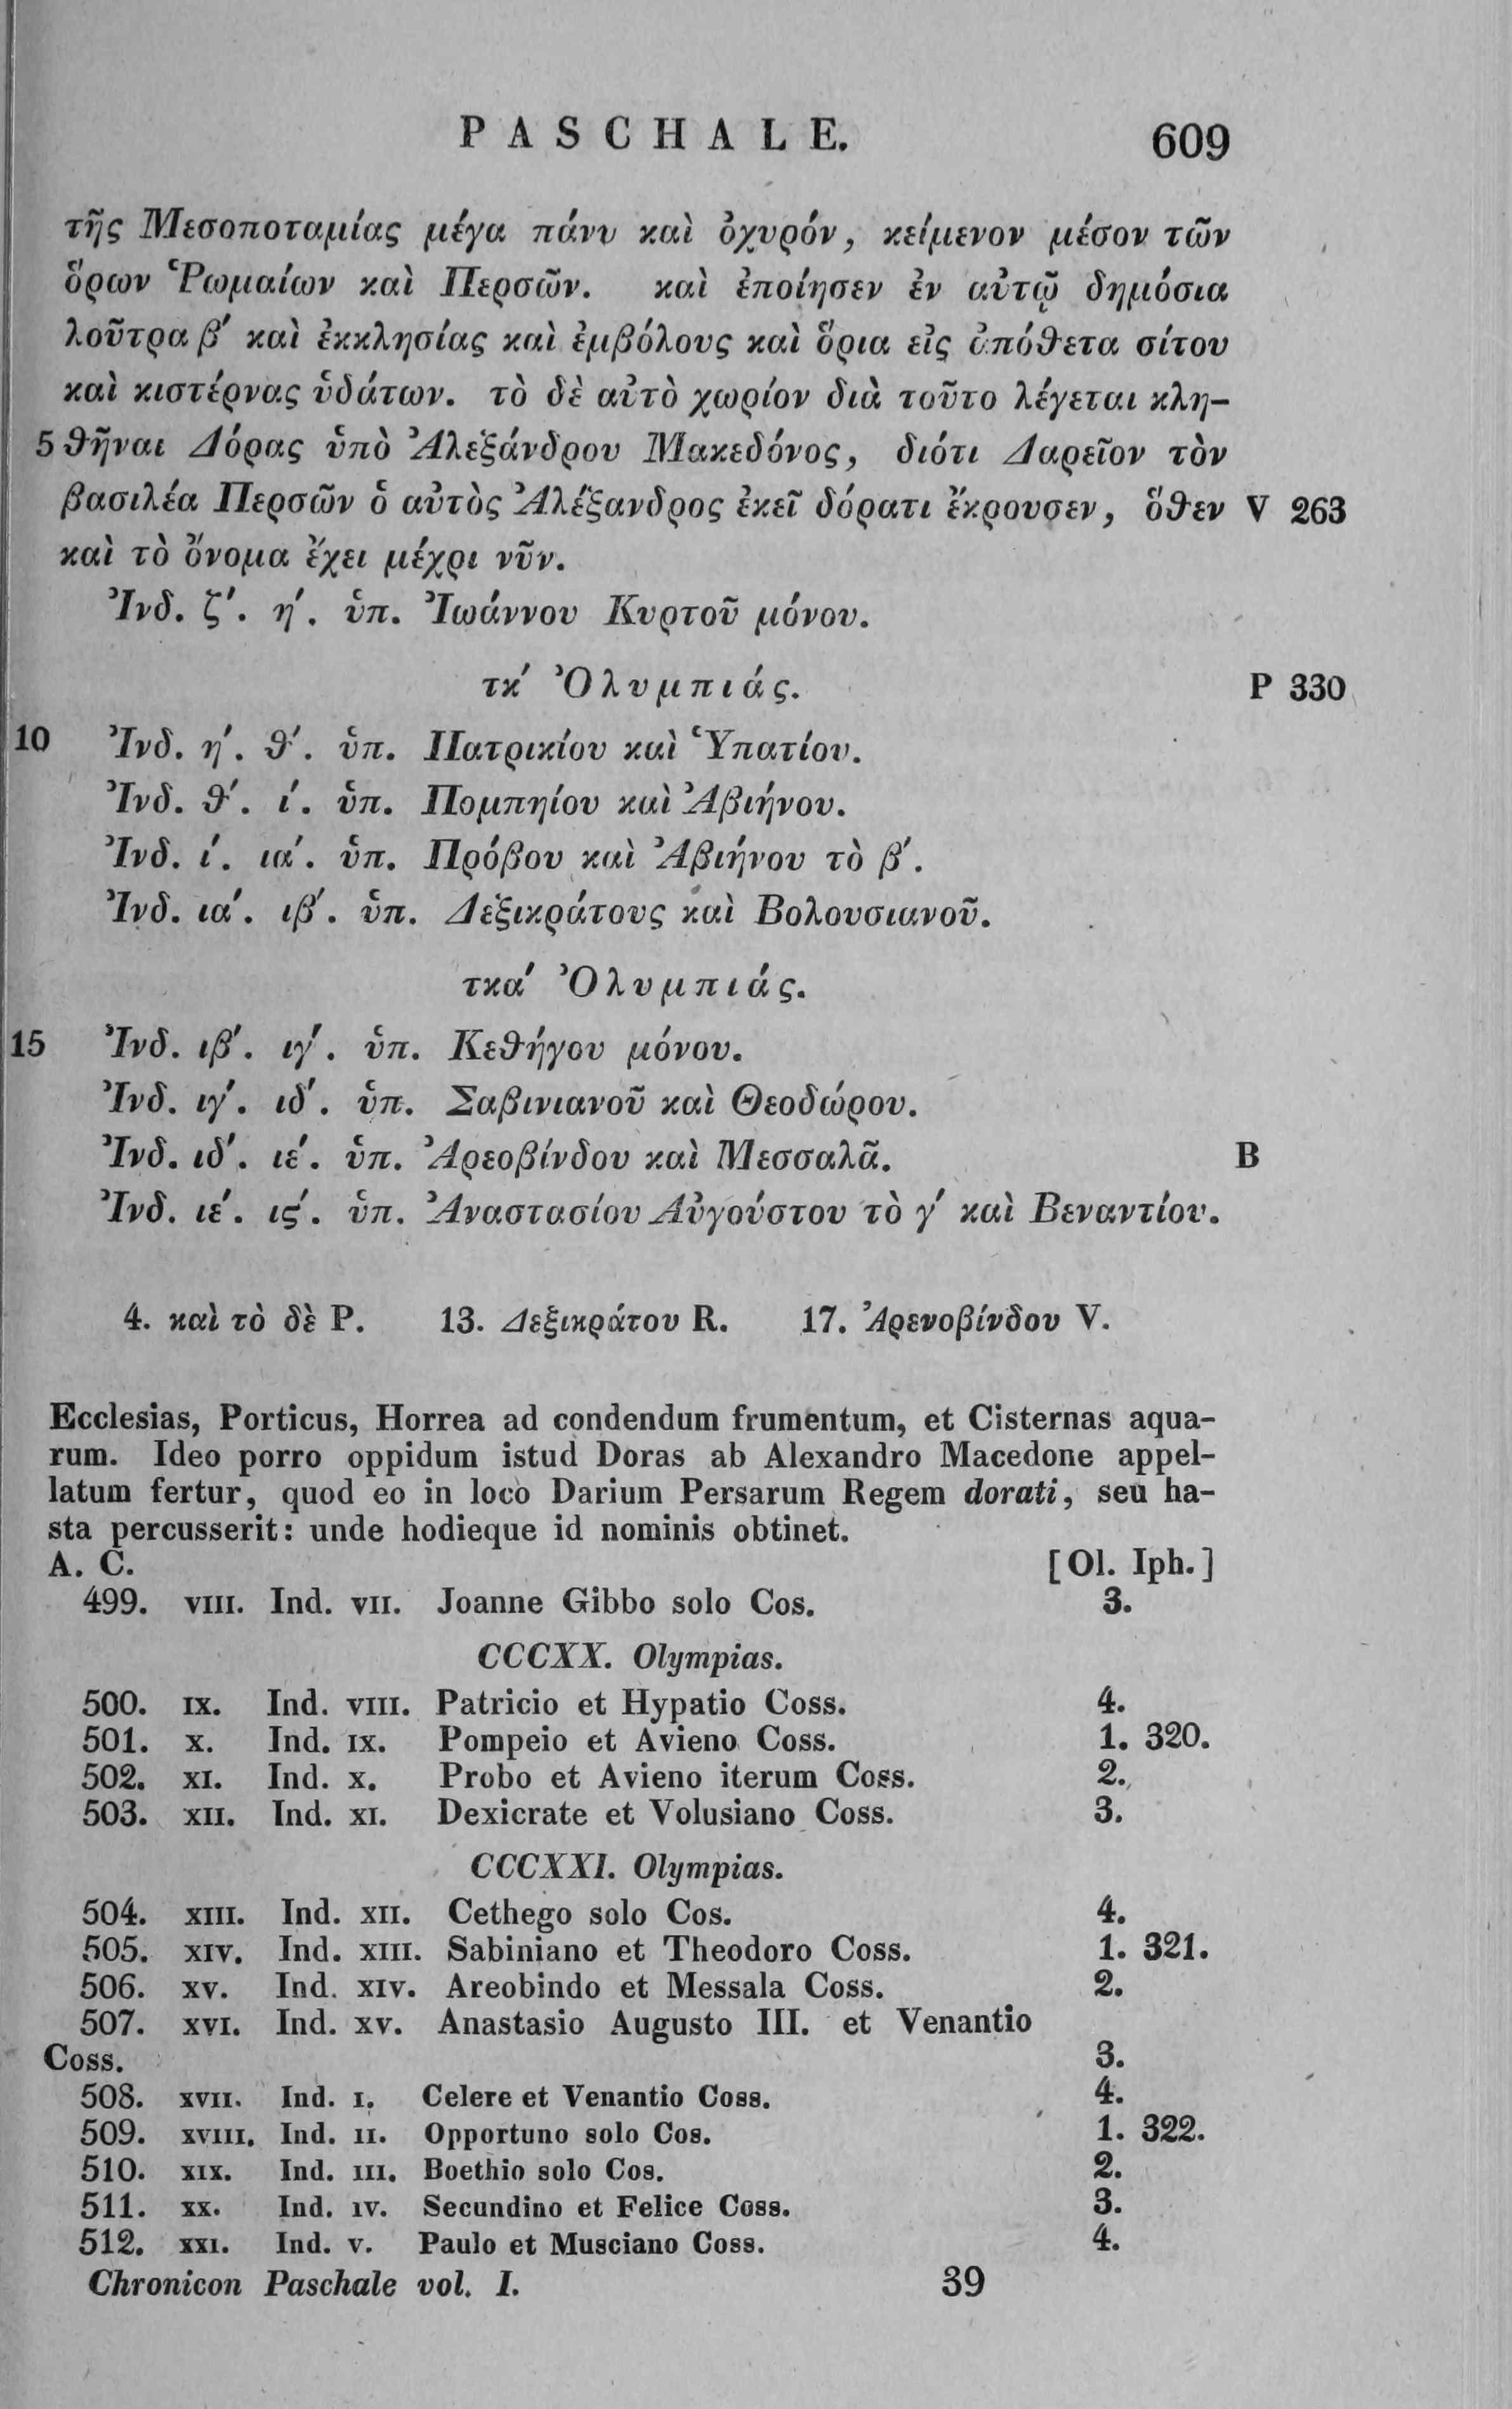 PASCHALE. 609
τῆς Μεσοποταμίας μέγα πάνυ καὶ ὀχυρόν, κείμενον μέσον τῶν
ὅρων Ῥωμαίων καὶ Περσῶν. καὶ ἐποίησεν ἐν αὐτῷ δημόσια
λοῦτρα β′ καὶ ἐκκλησίας καὶ ἐμβόλους καὶ ὅρια εἰς ἀπόθετα σίτου
καὶ κιστέρνας ὑδάτων. τὸ δὲ αὐτὸ χωρίον διὰ τοῦτο λέγεται κλη-
5 θῆναι Δόρας ὑπὸ Ἀλεξάνδρου Μακεδόνος, διότι Δαρεῖον τὸν
βασιλέα Περσῶν ὁ αὐτὸς Ἀλέξανδρος ἐκεῖ δόρατι ἔκρουσεν, ὅθεν V 263
καὶ τὸ ὄνομα ἔχει μέχρι νῦν.
Ἰνδ. ζ′. η′. ὑπ. Ἰωάννου Κυρτοῦ μόνου.
τκ′ Ὀλυμπιάς. P 330
10 Ἰνδ. η′. θ′. ὑπ. Πατρικίου καὶ Ὑπατίου.
Ἰνδ. θ′. ι′. ὑπ. Πομπηίου καὶ Ἀβιήνου.
Ἰνδ. ι′. ια′. ὑπ. Πρόβου καὶ Ἀβιήνου τὸ β′.
Ἰνδ. ια′. ιβ′. ὑπ. Δεξικράτους καὶ Βολουσιανοῦ.
τκα′ Ὀλυμπιάς.
15 Ἰνδ. ιβ′. ιγ′. ὑπ. Κεθήγου μόνου.
Ἰνδ. ιγ′. ιδ′. ὑπ. Σαβινιανοῦ καὶ Θεοδώρου.
Ἰνδ. ιδ′. ιε′. ὑπ. Ἀρεοβίνδου καὶ Μεσσαλᾶ. B
Ἰνδ. ιε′. ις′. ὑπ. Ἀναστασίου Αὐγούστου τὸ γ′ καὶ Βεναντίου.
4. καὶ τὸ δὲ P. 13. Δεξικράτου R. 17. Ἀρενοβίνδου V.
Ecclesias, Porticus, Horrea ad condendum frumentum, et Cisternas aqua-
rum. Ideo porro oppidum istud Doras ab Alexandro Macedone appel-
latum fertur, quod eo in loco Darium Persarum Regem dorati, seu ha-
sta percusserit: unde hodieque id nominis obtinet.
A. C. [Ol. Iph.]
499. VIII. Ind. VII. Joanne Gibbo solo Cos. 3.
CCCXX. Olympias.
500. IX. Ind. VIII. Patricio et Hypatio Coss. 4.
501. X. Ind. IX. Pompeio et Avieno Coss. 1. 320.
502. XI. Ind. X. Probo et Avieno iterum Coss. 2.
503. XII. Ind. XI. Dexicrate et Volusiano Coss. 3.
CCCXXI. Olympias.
504. XIII. Ind. XII. Cethego solo Cos. 4.
505. XIV. Ind. XIII. Sabiniano et Theodoro Coss. 1. 321.
506. XV. Ind. XIV. Areobindo et Messala Coss. 2.
507. XVI. Ind. XV. Anastasio Augusto III. et Venantio
Coss. 3.
508. XVII. Ind. I. Celere et Venantio Coss. 4.
509. XVIII. Ind. II. Opportuno solo Cos. 1. 322.
510. XIX. Ind. III. Boethio solo Cos. 2.
511. XX. Ind. IV. Secundino et Felice Coss. 3.
512. XXI. Ind. V. Paulo et Musciano Coss. 4.
Chronicon Paschale vol. I. 39